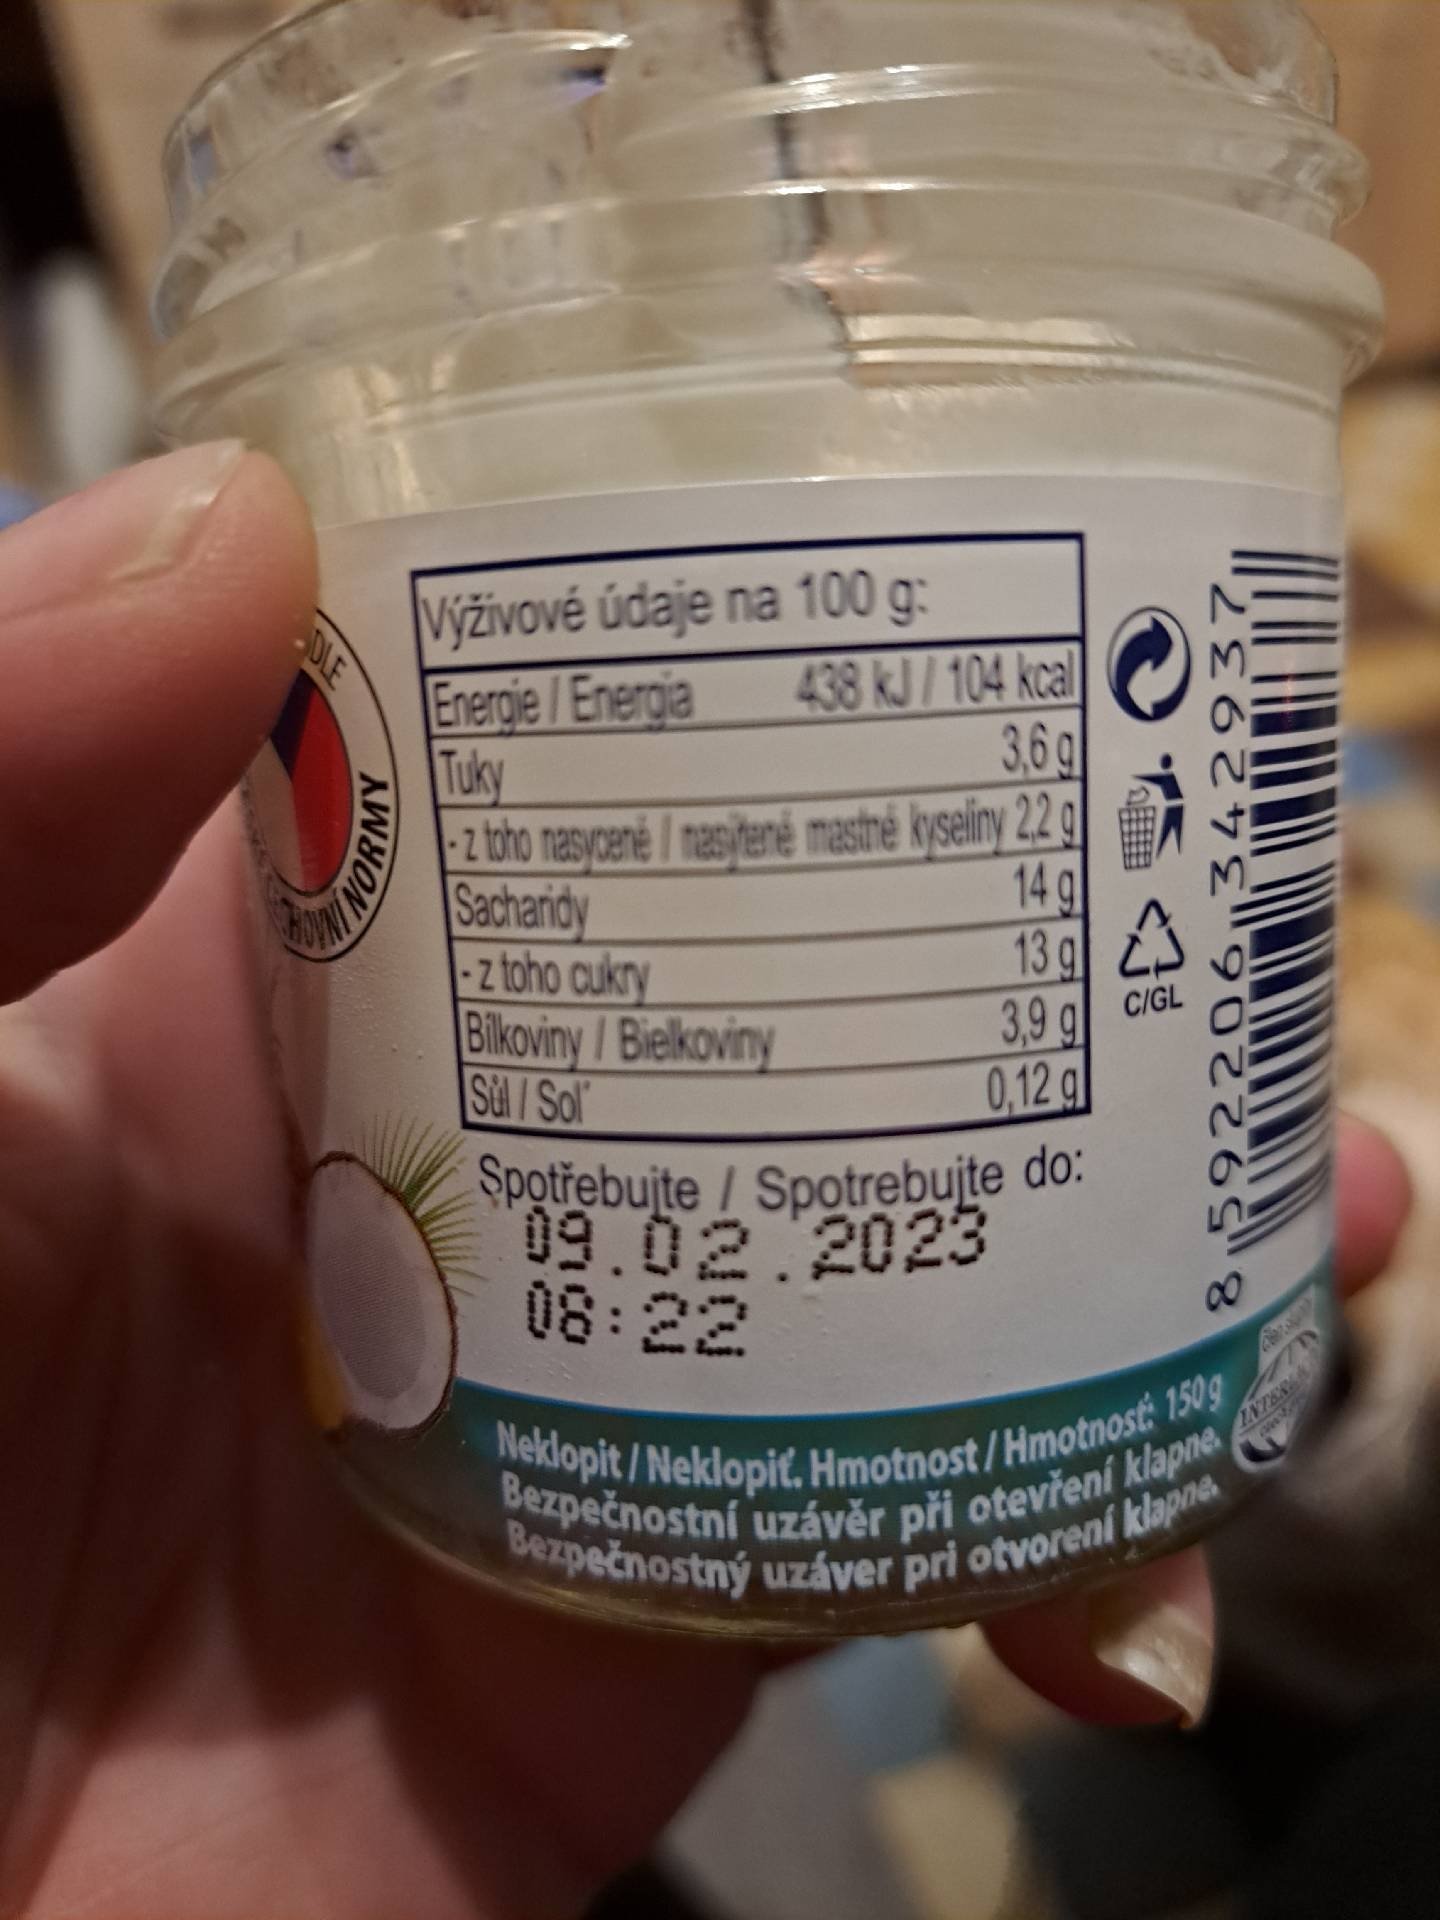 DLE
CHOVNÍ NORMY
Výživové údaje na 100 g:
Energie / Energia 438 kJ / 104 kcal
Tuky 3,6 g
- z toho nasycené / nasýtené mastné kyseliny 2,2 g
Sacharidy 14 g
- z toho cukry 13 g
Bílkoviny / Bielkoviny 3,9 g
Sůl / Soľ 0,12 g
Spotřebujte / Spotrebujte do:
09.02.2023
08:22
C/GL
8 592206 342937
Neklopit / Neklopiť. Hmotnost / Hmotnosť: 150 g
Bezpečnostní uzávěr při otevření klapne.
Bezpečnostný uzáver pri otvorení klapne.